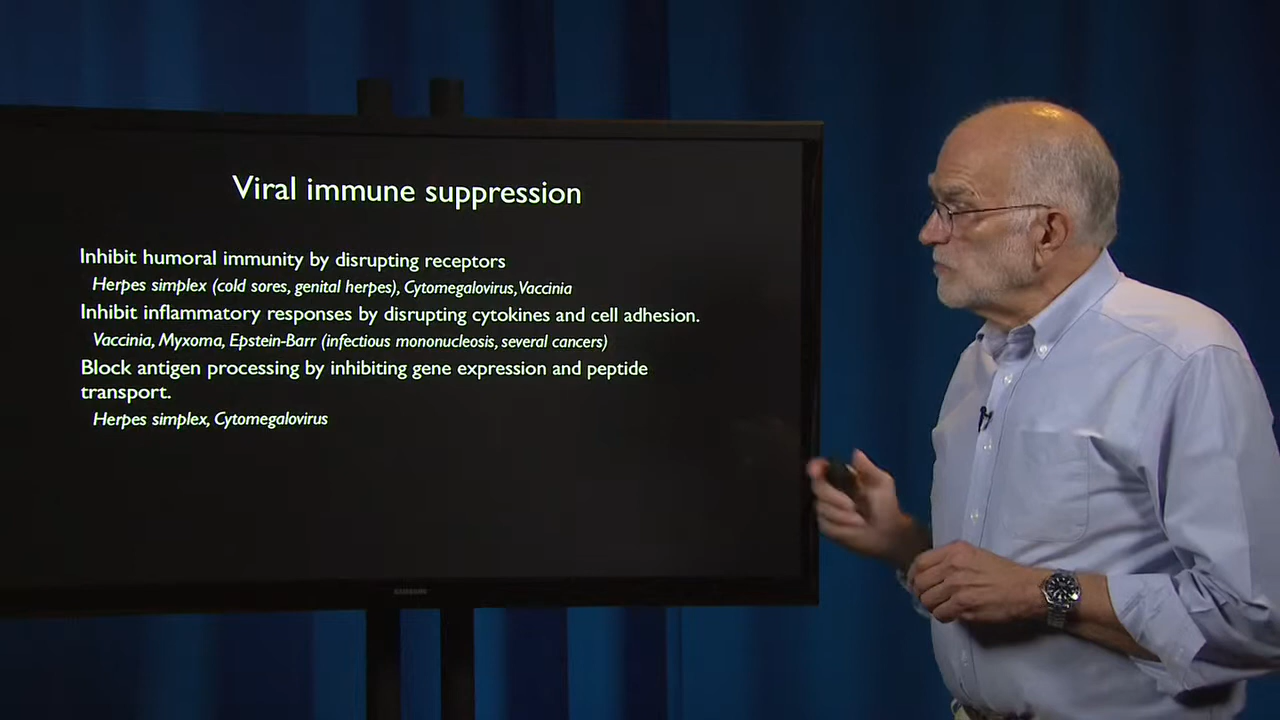 Viral immune suppression
Inhibit humoral immunity by disrupting receptors
Herpes simplex (cold sores, genital herpes), Cytomegalovirus, Vaccinia
Inhibit inflammatory responses by disrupting cytokines and cell adhesion.
Vaccinia, Myxoma, Epstein-Barr (infectious mononucleosis, several cancers)
Block antigen processing by inhibiting gene expression and peptide
transport.
Herpes simplex, Cytomegalovirus